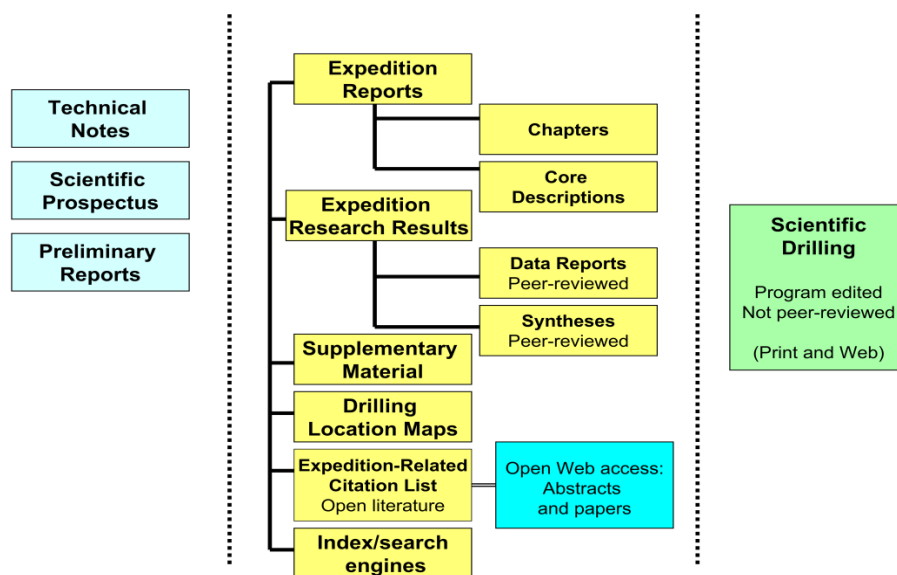 Technical
Notes
Scientific
Prospectus
Preliminary
Reports
Expedition
Reports
Chapters
Core
Descriptions
Expedition
Research Results
Data Reports
Peer-reviewed
Syntheses
Peer-reviewed
Supplementary
Material
Drilling
Location Maps
Expedition-Related
Citation List
Open literature
Open Web access:
Abstracts
and papers
Index/search
engines
Scientific
Drilling
Program edited
Not peer-reviewed
(Print and Web)